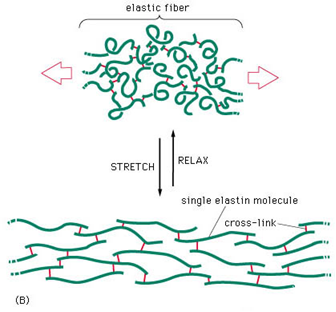 elastic fiber
STRETCH
RELAX
single elastin molecule
cross-link
(B)